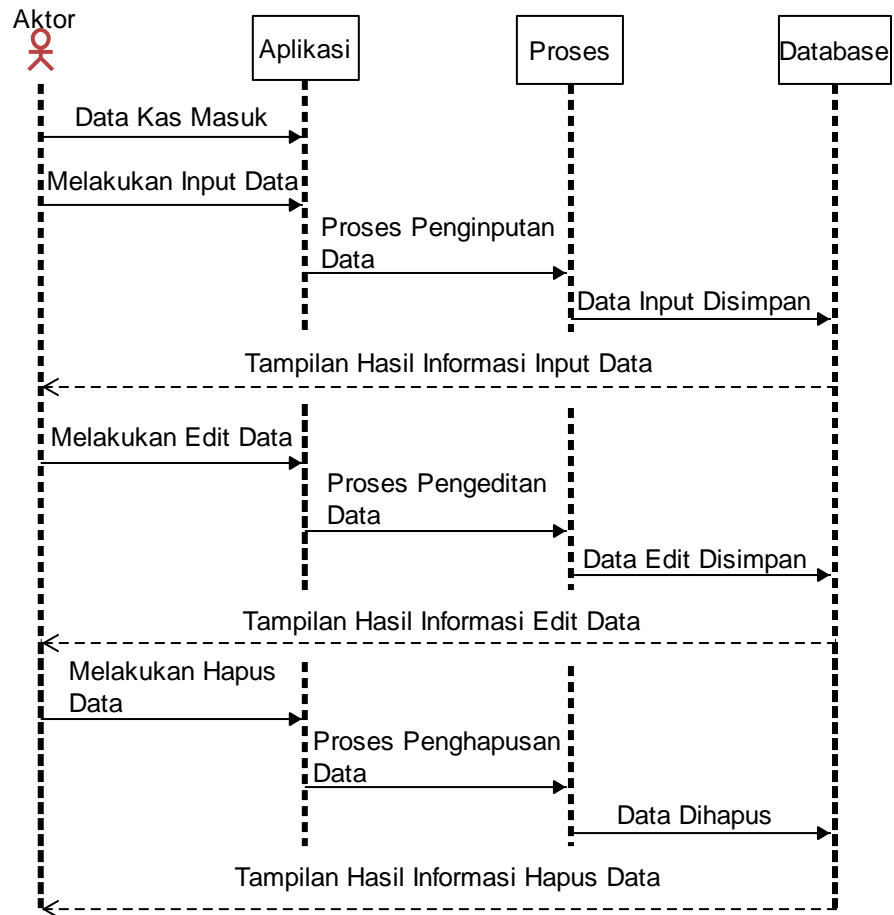 Aktor
Aplikasi
Proses
Database
Data Kas Masuk
Melakukan Input Data
Proses Penginputan
Data
Data Input Disimpan
Tampilan Hasil Informasi Input Data
Melakukan Edit Data
Proses Pengeditan
Data
Data Edit Disimpan
Tampilan Hasil Informasi Edit Data
Melakukan Hapus
Data
Proses Penghapusan
Data
Data Dihapus
Tampilan Hasil Informasi Hapus Data